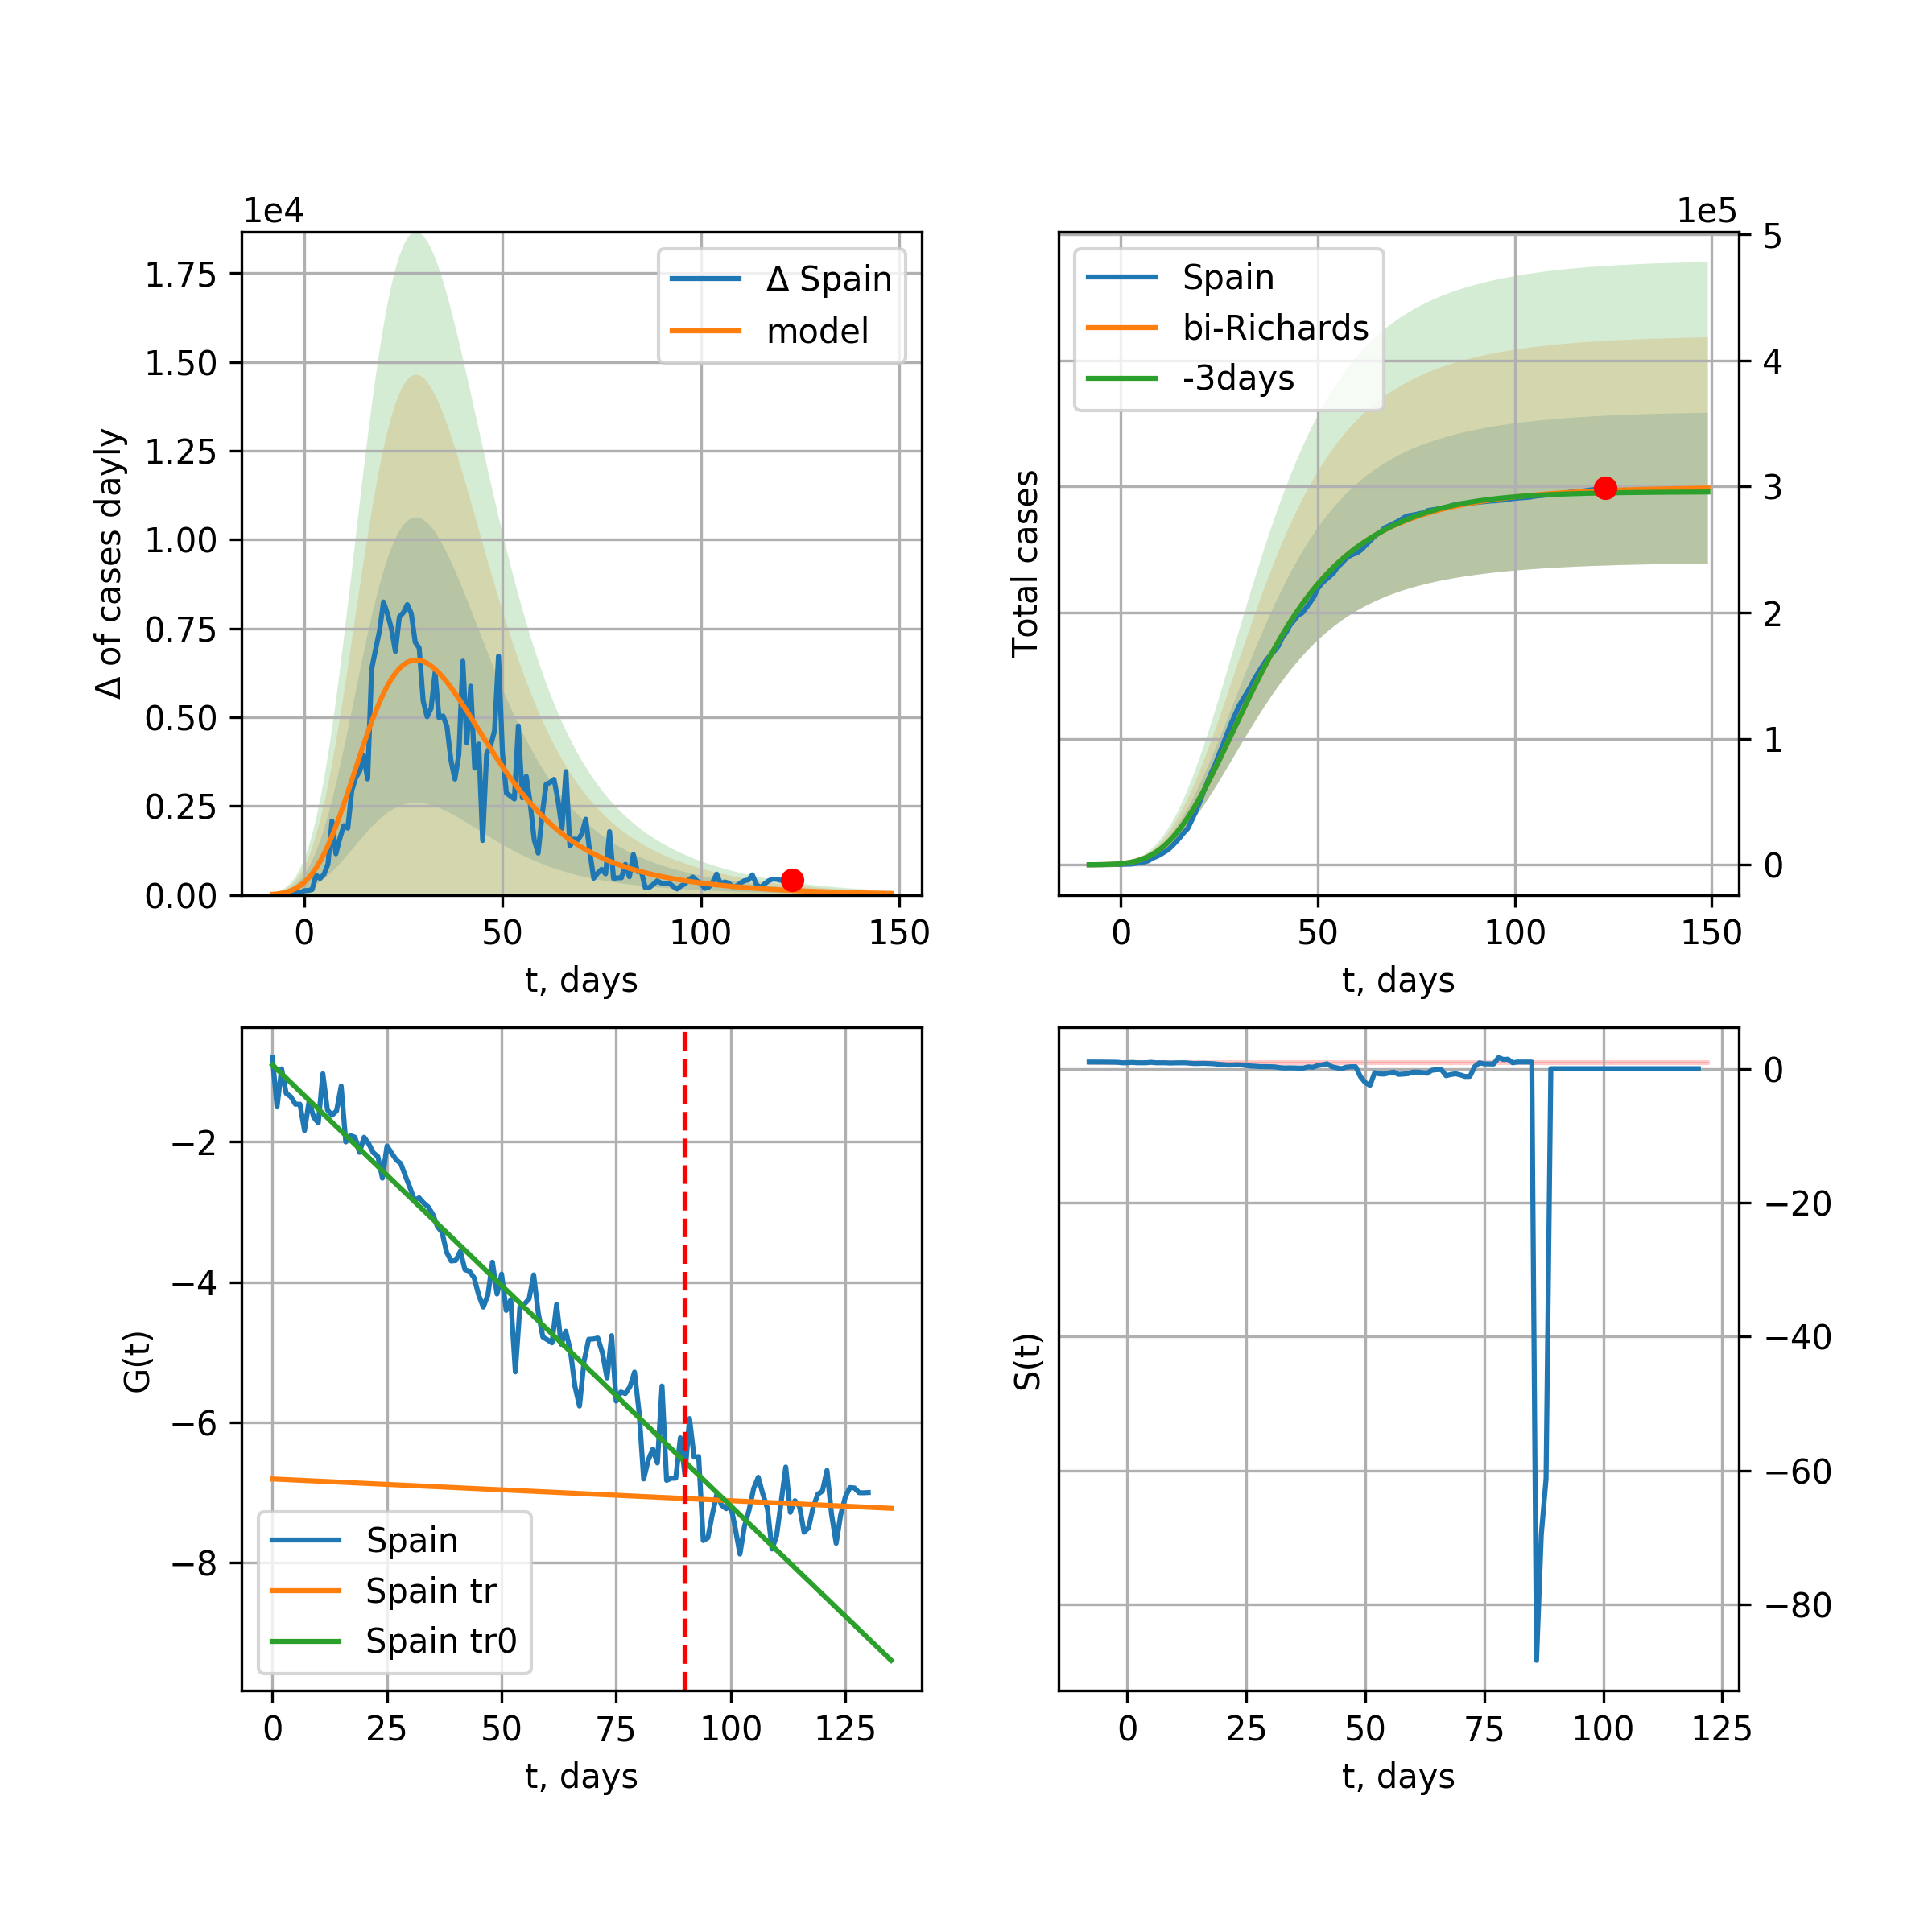 1e4
Δ of cases dayly
1.75
1.50
1.25
1.00
0.75
0.50
0.25
0.00
0 50 100 150
t, days
Δ Spain
model
1e5
Total cases
5
4
3
2
1
0
0 50 100 150
t, days
Spain
bi-Richards
-3days
G(t)
−2
−4
−6
−8
0 25 50 75 100 125
t, days
Spain
Spain tr
Spain tr0
S(t)
0
−20
−40
−60
−80
0 25 50 75 100 125
t, days